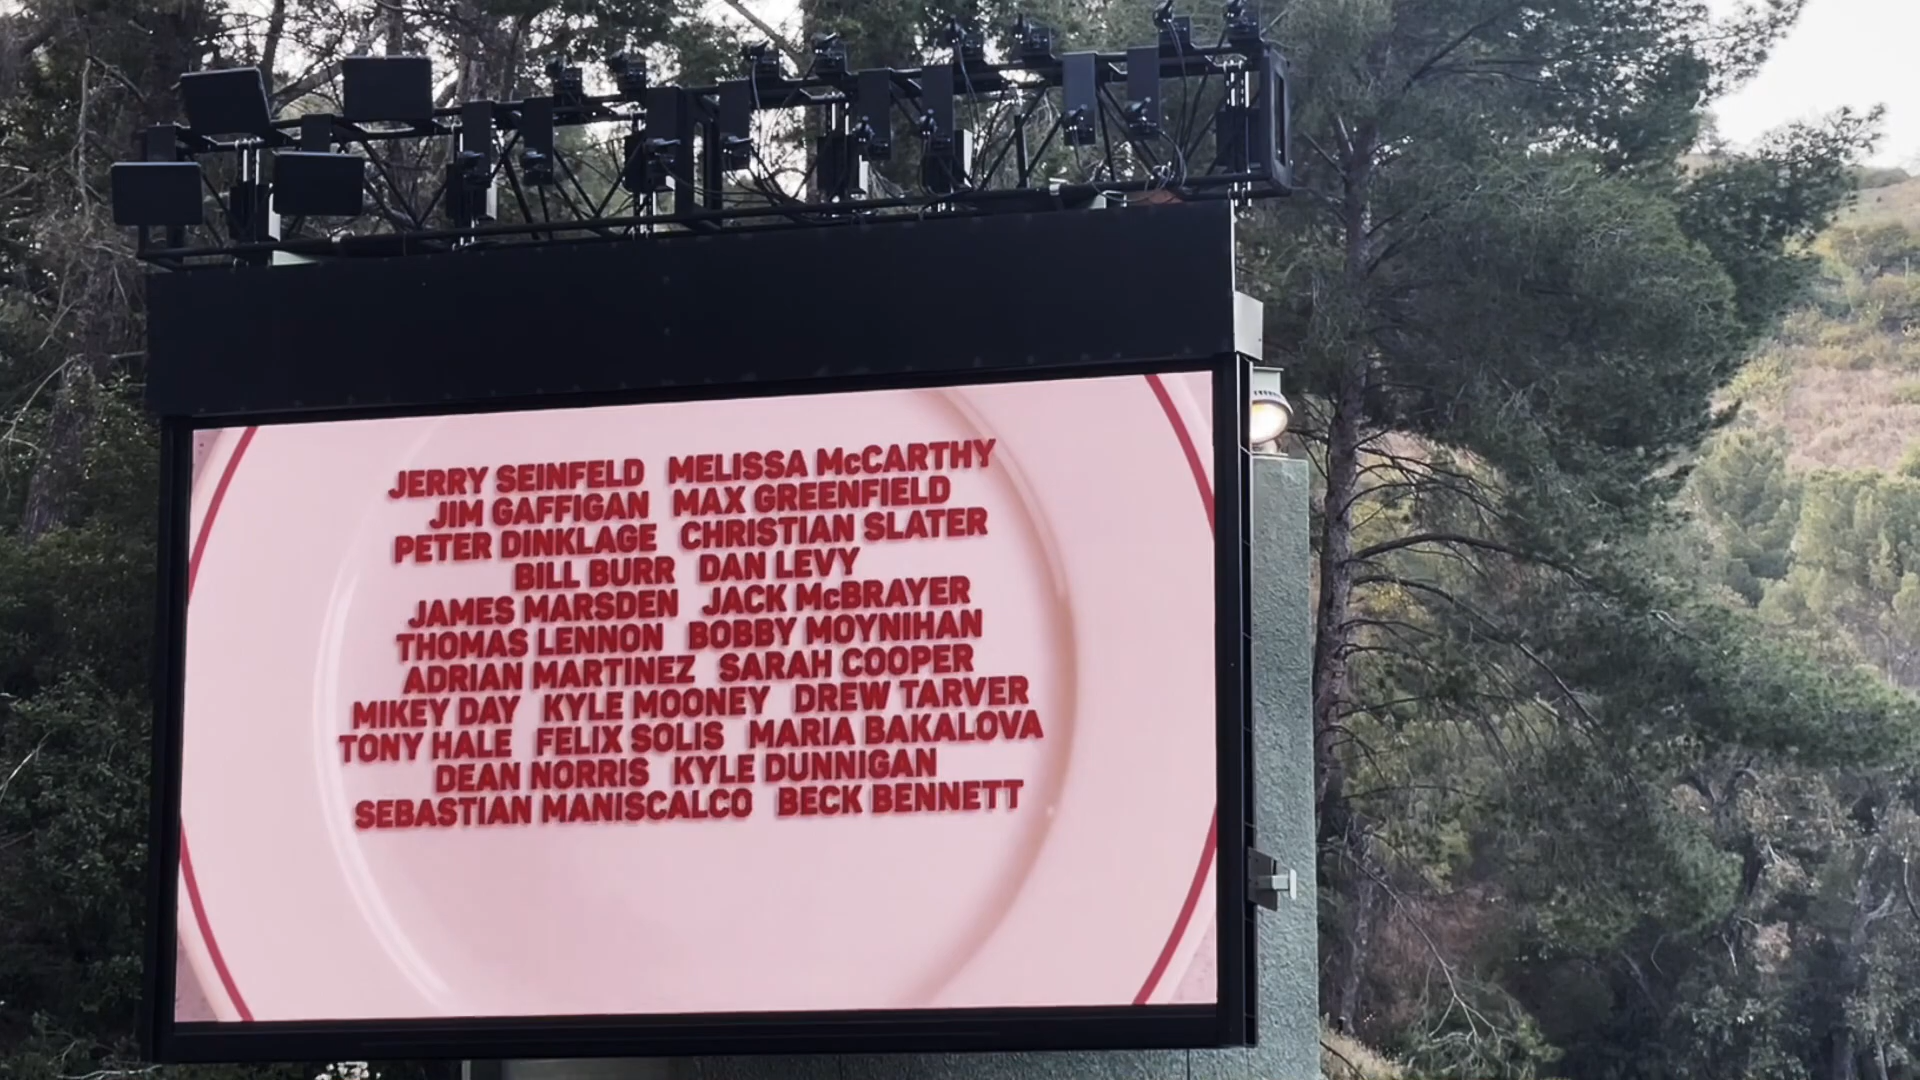 JERRY SEINFELD MELISSA McCARTHY
JIM GAFFIGAN MAX GREENFIELD
PETER DINKLAGE CHRISTIAN SLATER
BILL BURR DAN LEVY
JAMES MARSDEN JACK McBRAYER
THOMAS LENNON BOBBY MOYNIHAN
ADRIAN MARTINEZ SARAH COOPER
MIKEY DAY KYLE MOONEY DREW TARVER
TONY HALE FELIX SOLIS MARIA BAKALOVA
DEAN NORRIS KYLE DUNNIGAN
SEBASTIAN MANISCALCO BECK BENNETT